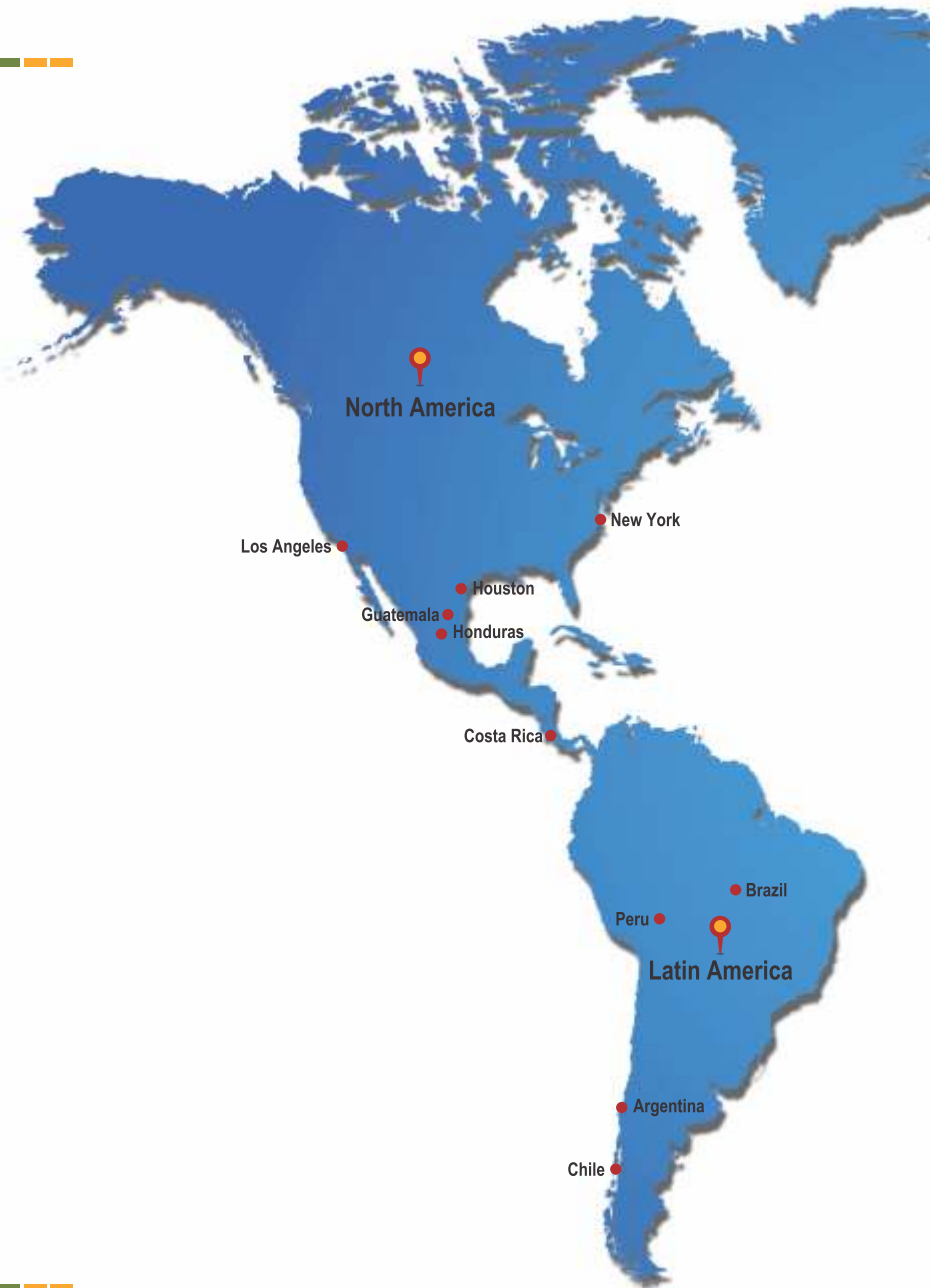 North America
New York
Los Angeles
Houston
Guatemala
Honduras
Costa Rica
Brazil
Peru
Latin America
Argentina
Chile